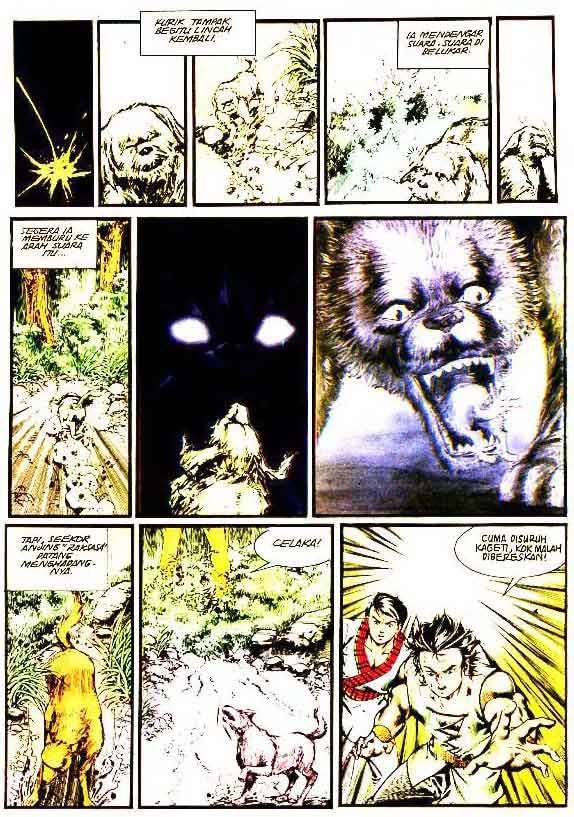 KURIK TAMPAK
BEGITU LINCAH
KEMBALI.
IA MENDENGAR
SUARA-SUARA DI
BELUKAR.
SEGERA IA
MEMBURU KE
ARAH SUARA
ITU...
TAPI, SEEKOR
ANJING "RAKSASA"
DATANG
MENGHADANG-
NYA.
CELAKA!
CUMA DISURUH
KAGETI, KOK MALAH
DIBERESKAN!